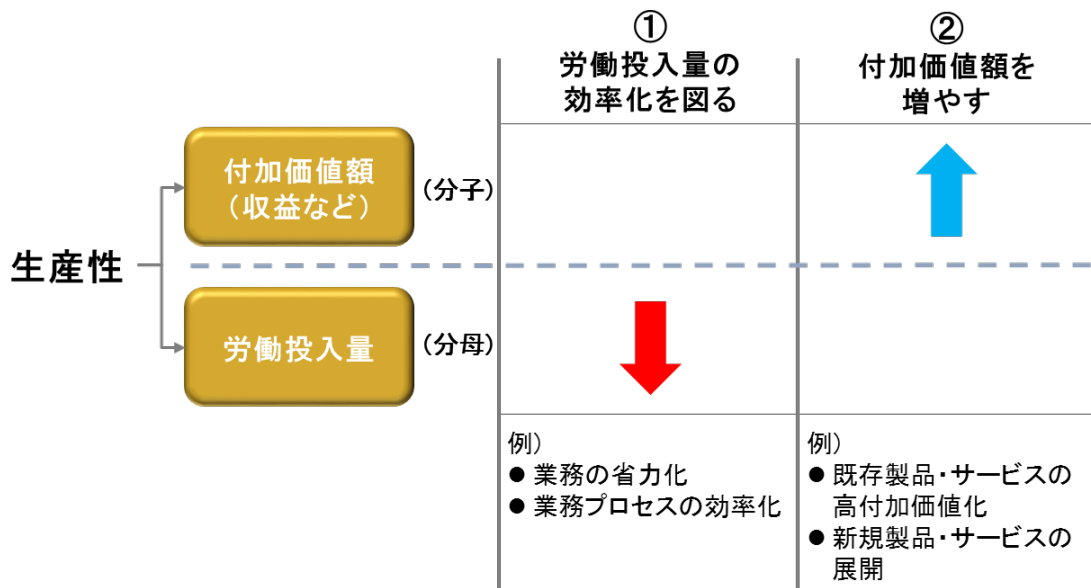 ①
労働投入量の
効率化を図る
②
付加価値額を
増やす
生産性
付加価値額
（収益など）
(分子)
労働投入量
(分母)
例）
● 業務の省力化
● 業務プロセスの効率化
例）
● 既存製品・サービスの
高付加価値化
● 新規製品・サービスの
展開